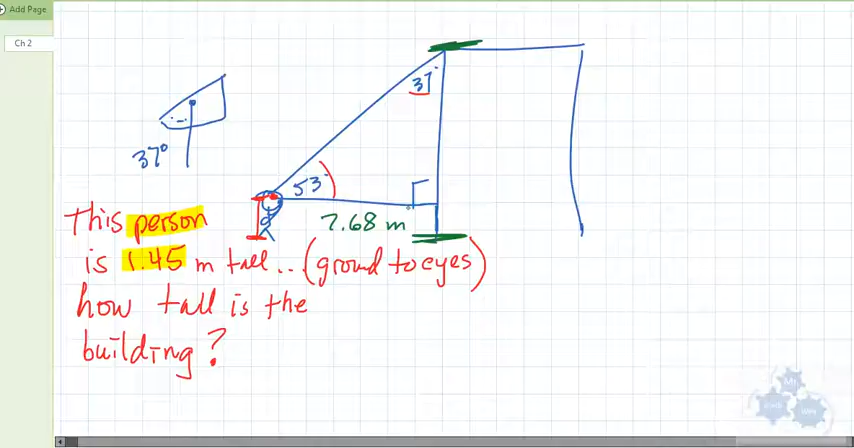 Add Page
Ch 2
37°
37°
53°
7.68 m
This person
is 1.45 m tall... (ground to eyes)
how tall is the
building?